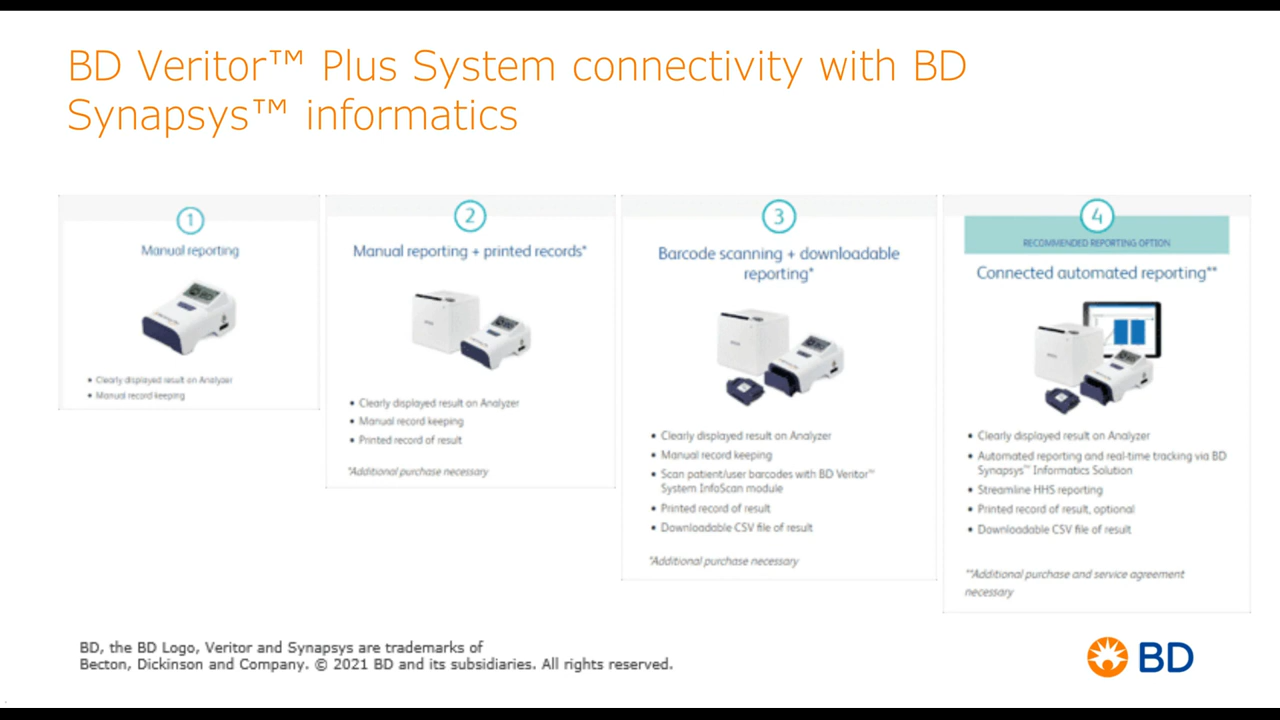 BD Veritor™ Plus System connectivity with BD
Synapsys™ informatics
1
Manual reporting
• Clearly displayed result on Analyzer
• Manual record keeping
2
Manual reporting + printed records*
• Clearly displayed result on Analyzer
• Manual record keeping
• Printed record of result
*Additional purchase necessary
3
Barcode scanning + downloadable
reporting*
• Clearly displayed result on Analyzer
• Manual record keeping
• Scan patient/user barcodes with BD Veritor™
System InfoScan module
• Printed record of result
• Downloadable CSV file of result
*Additional purchase necessary
4
RECOMMENDED REPORTING OPTION
Connected automated reporting**
• Clearly displayed result on Analyzer
• Automated reporting and real-time tracking via BD
Synapsys™ Informatics Solution
• Streamline HHS reporting
• Printed record of result, optional
• Downloadable CSV file of result
**Additional purchase and service agreement
necessary
BD, the BD Logo, Veritor and Synapsys are trademarks of
Becton, Dickinson and Company. © 2021 BD and its subsidiaries. All rights reserved.
BD